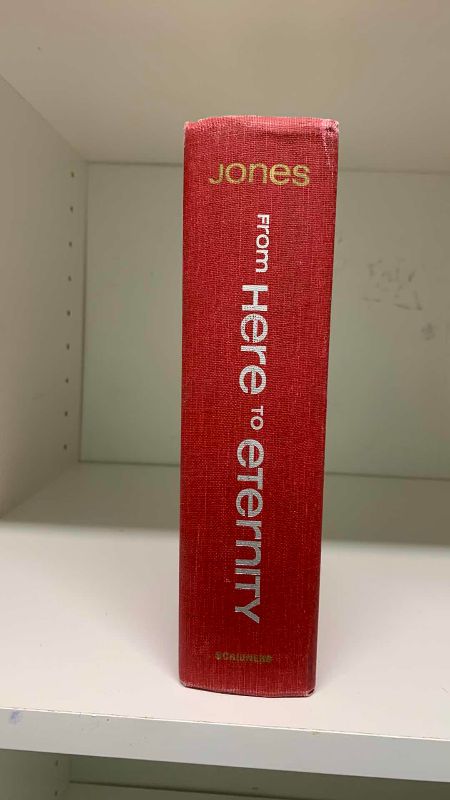 Jones
From Here to eternity
SCRIBNERS